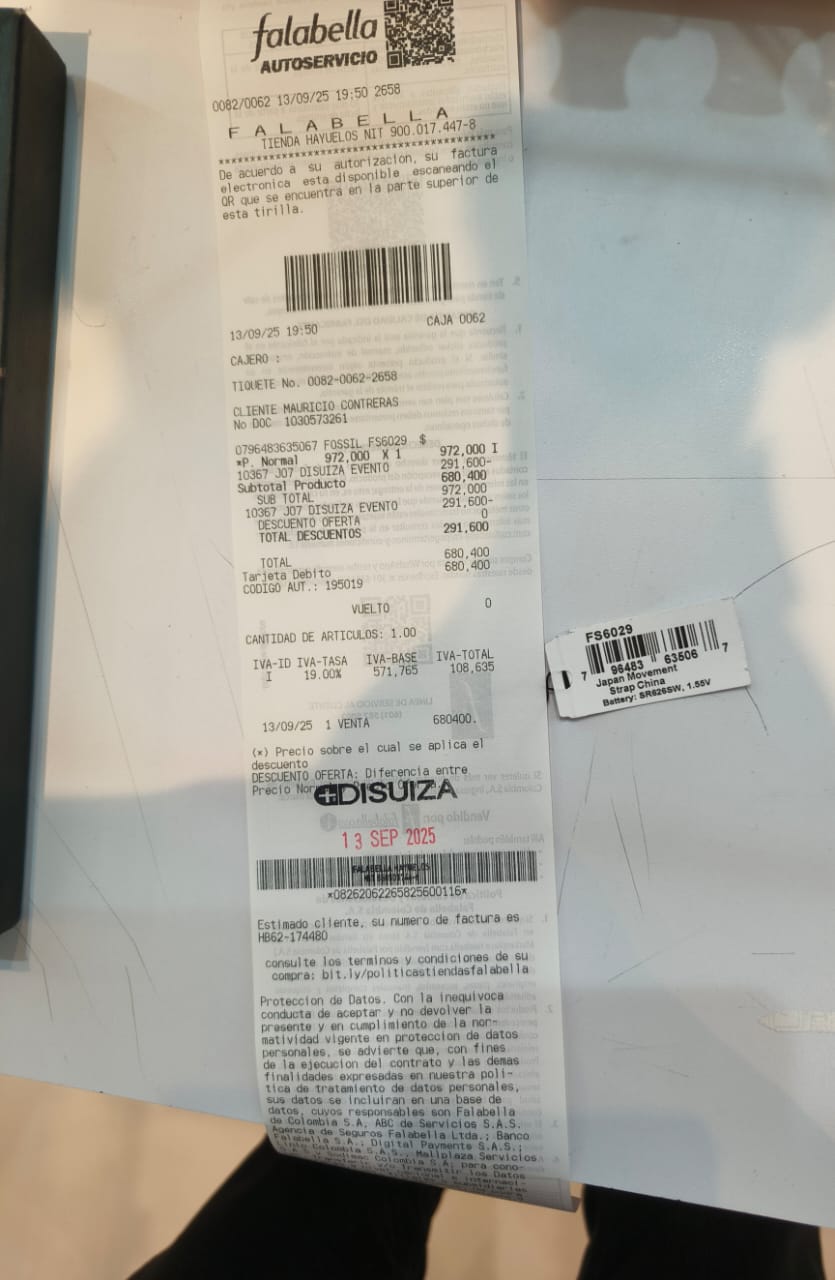 falabella
AUTOSERVICIO
0082/0062 13/09/25 19:50 2658
F A L A B E L L A
TIENDA HAYUELOS NIT 900.017.447-8
De acuerdo a su autorizacion, su factura
electronica esta disponible escaneando el
QR que se encuentra en la parte superior de
esta tirilla.
13/09/25 19:50 CAJA 0062
CAJERO :
TIQUETE No. 0082-0062-2658
CLIENTE MAURICIO CONTRERAS
No DOC 1030573261
0796483635067 FOSSIL FS6029 $
*P. Normal 972,000 X 1 972,000 I
10367 J07 DISUIZA EVENTO 291,600-
Subtotal Producto 680,400
SUB TOTAL 972,000
10367 J07 DISUIZA EVENTO 291,600-
DESCUENTO OFERTA 0
TOTAL DESCUENTOS 291,600
TOTAL 680,400
Tarjeta Debito 680,400
CODIGO AUT.: 195019
VUELTO 0
CANTIDAD DE ARTICULOS: 1.00
IVA-ID IVA-TASA IVA-BASE IVA-TOTAL
I 19.00% 571,765 108,635
13/09/25 1 VENTA 680400.
(*) Precio sobre el cual se aplica el
descuento
DESCUENTO OFERTA: Diferencia entre
Precio
DISUIZA
13 SEP 2025
FALABELLA HAYUELOS
*08262062265825600116*
Estimado cliente, su numero de factura es
HB62-174480
consulte los terminos y condiciones de su
compra: bit.ly/politicastiendasfalabella
Proteccion de Datos. Con la inequivoca
conducta de aceptar y no devolver la
presente y en cumplimiento de la nor-
matividad vigente en proteccion de datos
personales, se advierte que, con fines
de la ejecucion del contrato y las demas
finalidades expresadas en nuestra poli-
tica de tratamiento de datos personales,
sus datos se incluiran en una base de
datos, cuyos responsables son Falabella
de Colombia S.A, ABC de Servicios S.A.S.
Agencia de Seguros Falabella Ltda.; Banco
Falabella S.A.; Digital Payments S.A.S.;
Colombia S.A.S., Mallplaza Servicios
S.A.S y Sodimac Colombia S.A; para cono-
FS6029
7 96483 63506 7
Japan Movement
Strap China
Battery: SR626SW, 1.55V